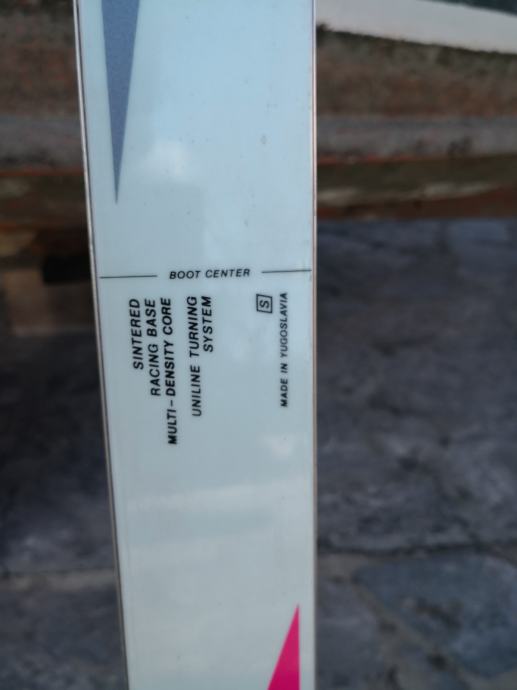 BOOT CENTER
SINTERED
RACING BASE
MULTI-DENSITY CORE
UNILINE TURNING
SYSTEM
S
MADE IN YUGOSLAVIA